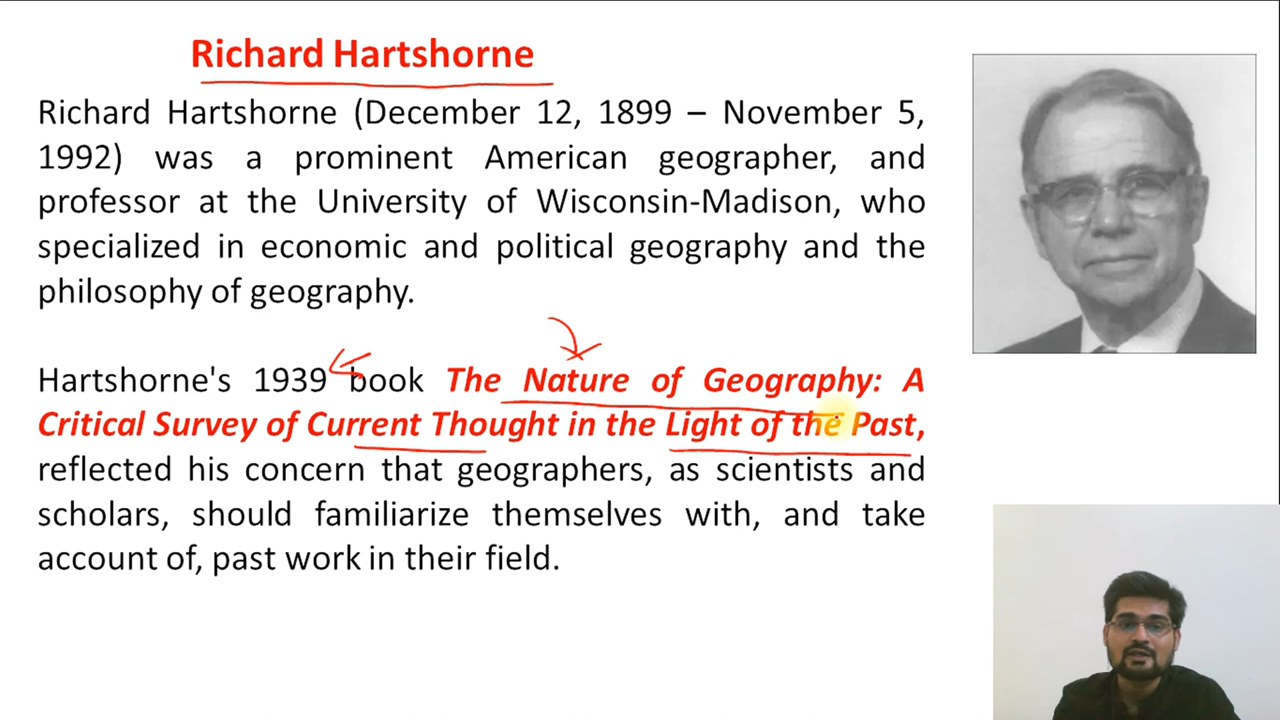 Richard Hartshorne
Richard Hartshorne (December 12, 1899 – November 5,
1992) was a prominent American geographer, and
professor at the University of Wisconsin-Madison, who
specialized in economic and political geography and the
philosophy of geography.
Hartshorne's 1939 book The Nature of Geography: A
Critical Survey of Current Thought in the Light of the Past,
reflected his concern that geographers, as scientists and
scholars, should familiarize themselves with, and take
account of, past work in their field.